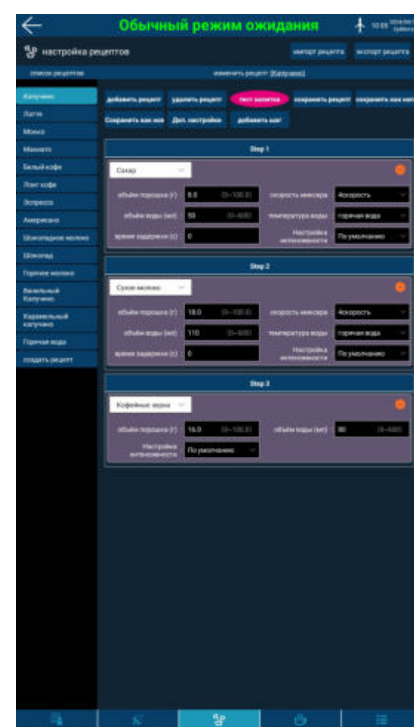 Обычный режим ожидания
10:05
настройка рецептов
импорт рецепта
экспорт рецепта
список рецептов
изменить рецепт [Капучино]
Капучино
Латте
Мокко
Макиато
Белый кофе
Лонг кофе
Эспрессо
Американо
Шоколадное молоко
Шоколад
Горячее молоко
Ванильный
Капучино
Карамельный
капучино
Горячая вода
создать рецепт
добавить рецепт
удалить рецепт
тест напитка
сохранить рецепт
сохранить как нов
Сохранить как нов
Доп. настройки
добавить шаг
Step 1
Сахар
объём порошка (г)
8.0
(0~100.0)
скорость миксера
4скорость
объём воды (мл)
50
(0~600)
температура воды
горячая вода
время задержки (с)
0
Настройка
интенсивности
По умолчанию
Step 2
Сухое молоко
объём порошка (г)
18.0
(0~100.0)
скорость миксера
4скорость
объём воды (мл)
110
(0~600)
температура воды
горячая вода
время задержки (с)
0
Настройка
интенсивности
По умолчанию
Step 3
Кофейные зерна
объём порошка (г)
16.0
(0~100.0)
объём воды (мл)
80
(0~600)
Настройка
интенсивности
По умолчанию